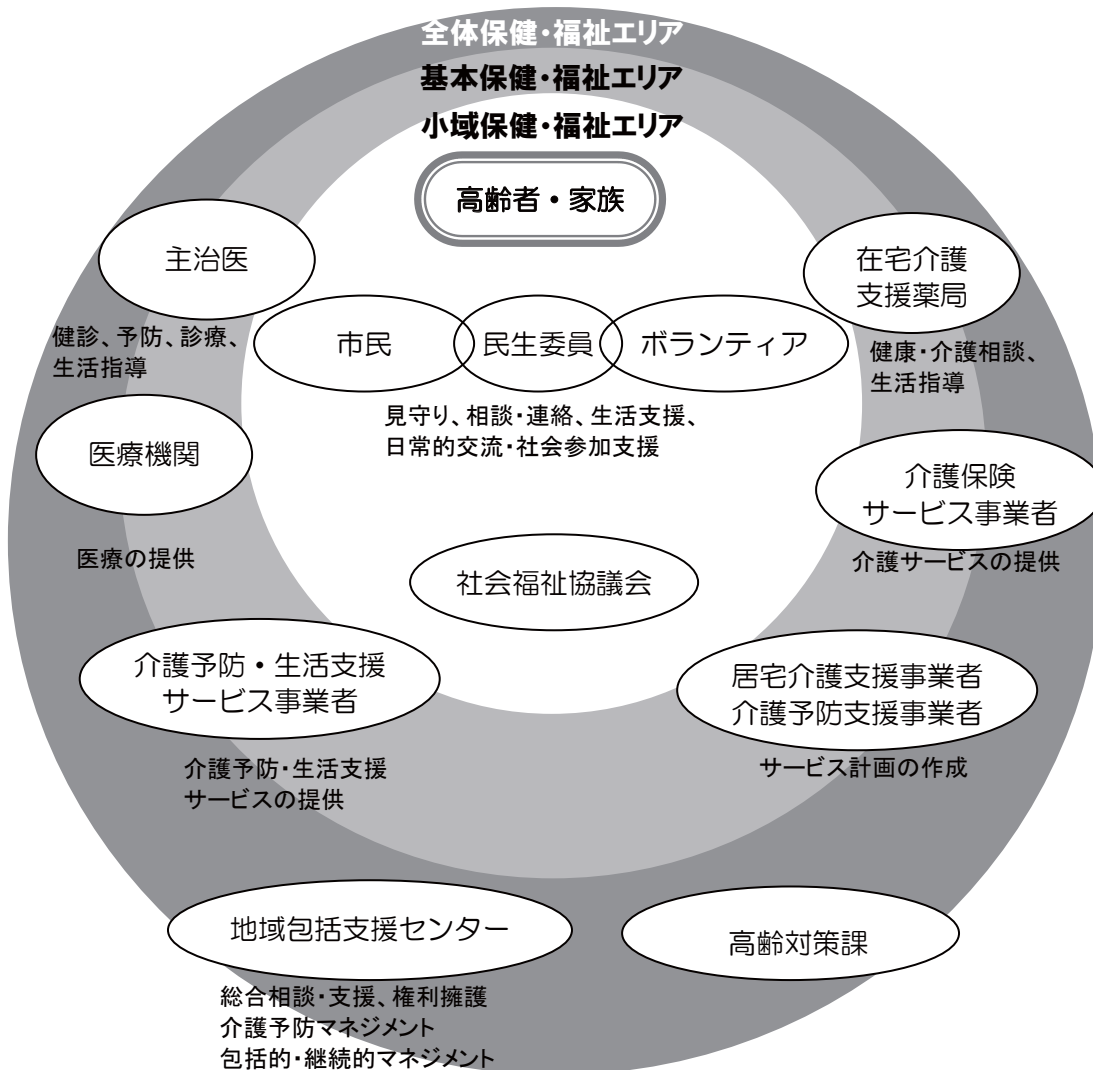 全体保健・福祉エリア
基本保健・福祉エリア
小域保健・福祉エリア
高齢者・家族
主治医
健診、予防、診療、
生活指導
在宅介護
支援薬局
健康・介護相談、
生活指導
市民
民生委員
ボランティア
見守り、相談・連絡、生活支援、
日常的交流・社会参加支援
医療機関
医療の提供
介護保険
サービス事業者
介護サービスの提供
社会福祉協議会
介護予防・生活支援
サービス事業者
介護予防・生活支援
サービスの提供
居宅介護支援事業者
介護予防支援事業者
サービス計画の作成
地域包括支援センター
総合相談・支援、権利擁護
介護予防マネジメント
包括的・継続的マネジメント
高齢対策課